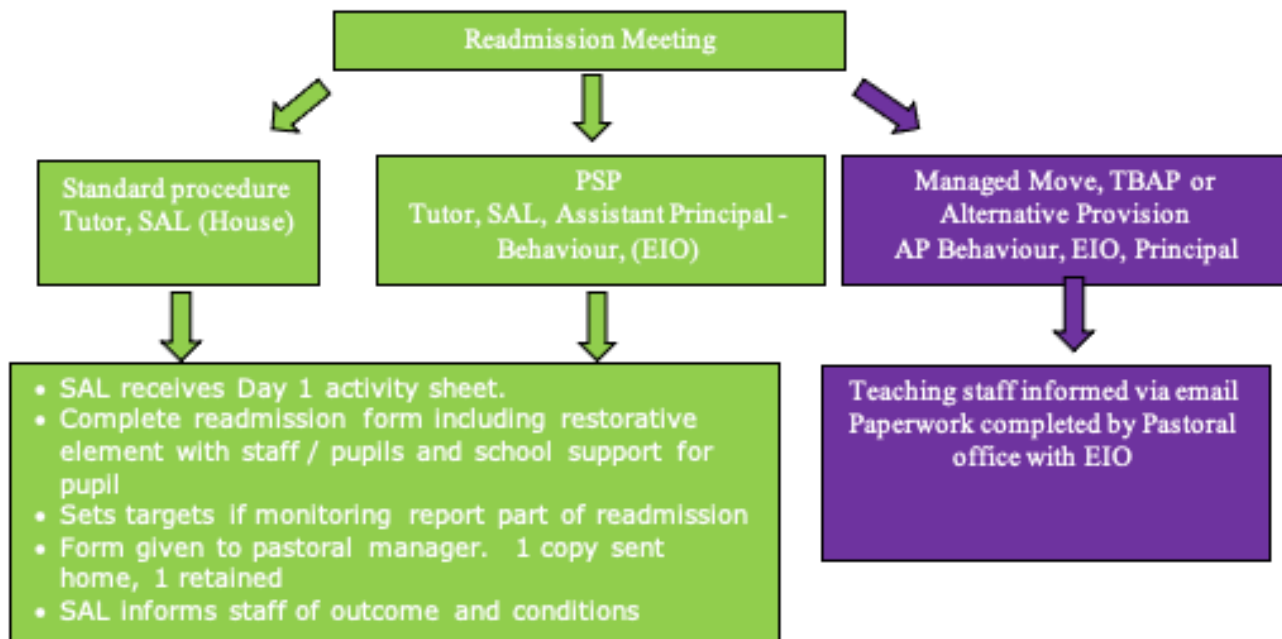 Readmission Meeting
Standard procedure
Tutor, SAL (House)
PSP
Tutor, SAL, Assistant Principal -
Behaviour, (EIO)
Managed Move, TBAP or
Alternative Provision
AP Behaviour, EIO, Principal
• SAL receives Day 1 activity sheet.
• Complete readmission form including restorative
element with staff / pupils and school support for
pupil
• Sets targets if monitoring report part of readmission
• Form given to pastoral manager. 1 copy sent
home, 1 retained
• SAL informs staff of outcome and conditions
Teaching staff informed via email
Paperwork completed by Pastoral
office with EIO